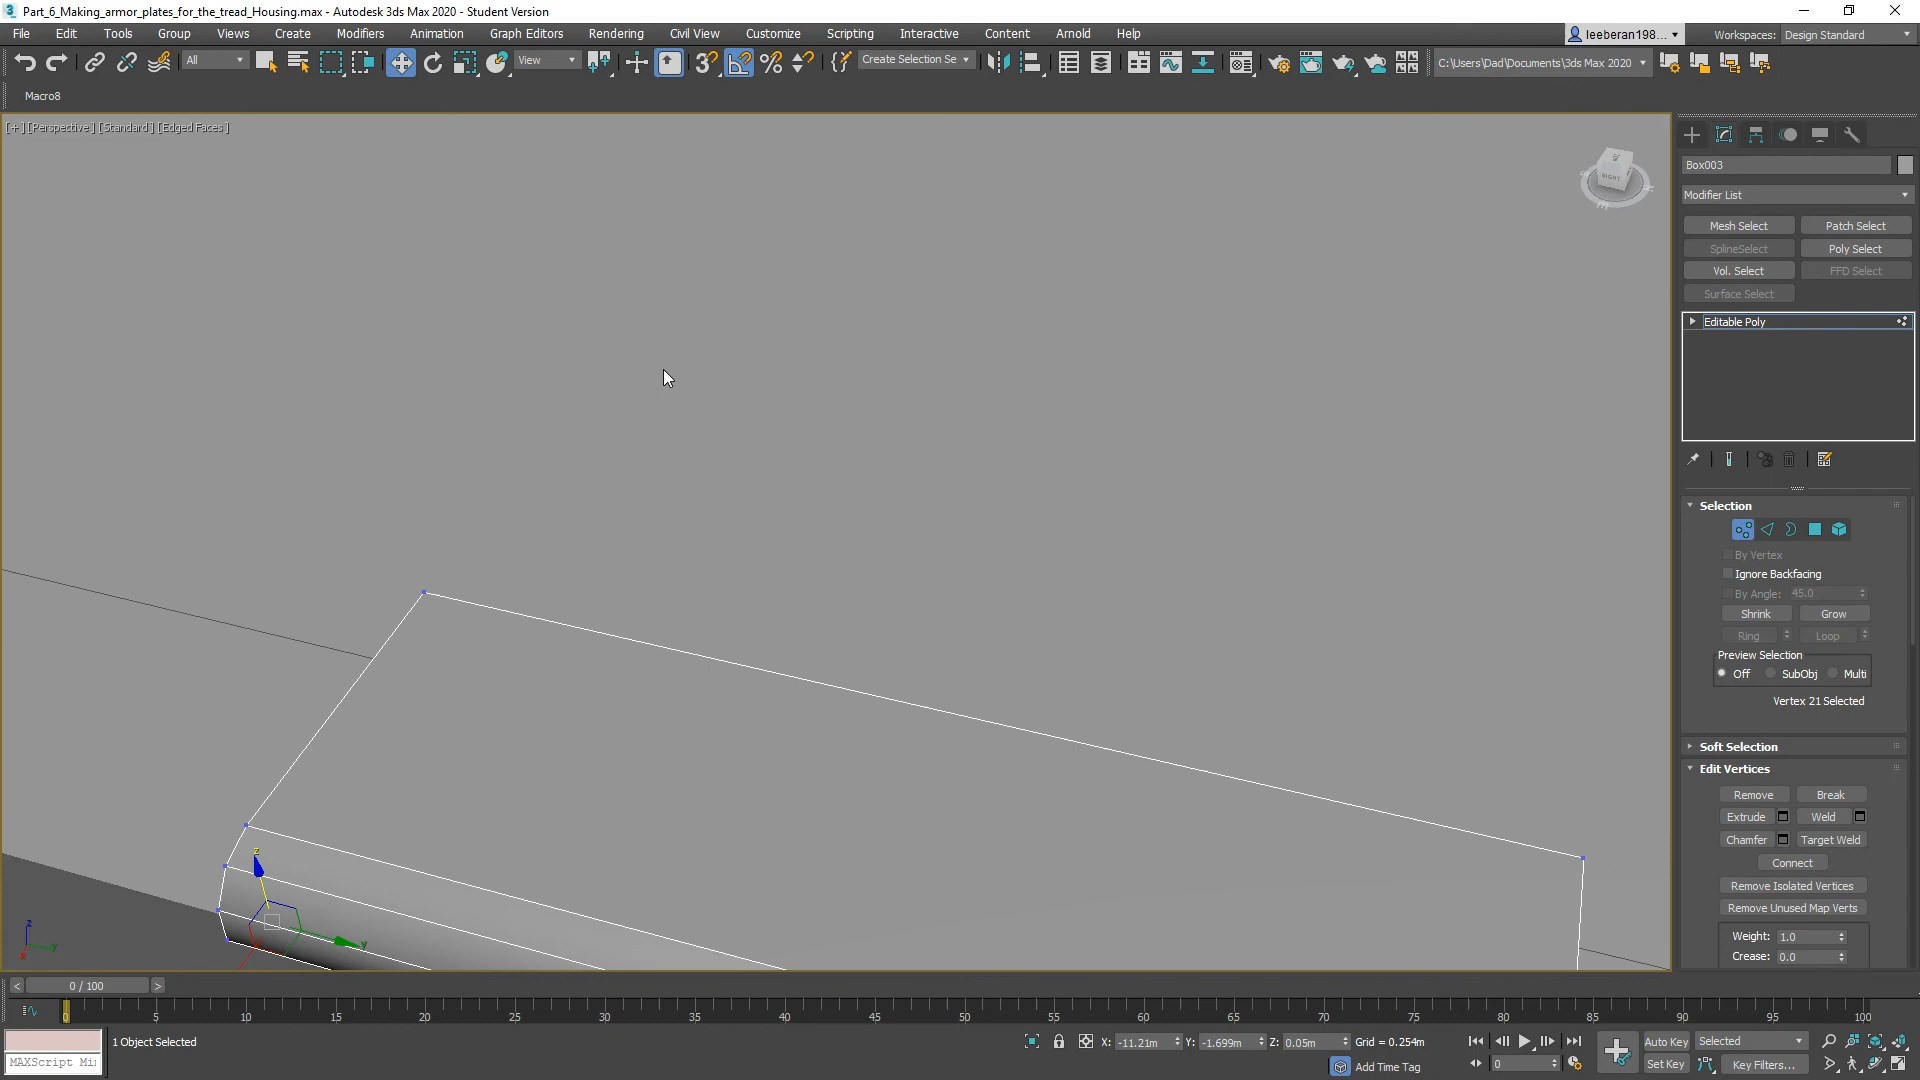 Part_6_Making_armor_plates_for_the_tread_Housing.max - Autodesk 3ds Max 2020 - Student Version
File Edit Tools Group Views Create Modifiers Animation Graph Editors Rendering Civil View Customize Scripting Interactive Content Arnold Help
leeberan198... Workspaces: Design Standard
All View Create Selection Se C:\Users\Dad\Documents\3ds Max 2020
Macro8
[+] [Perspective] [Standard] [Edged Faces]
RIGHT
Box003
Modifier List
Mesh Select Patch Select
SplineSelect Poly Select
Vol. Select FFD Select
Surface Select
Editable Poly
Selection
By Vertex
Ignore Backfacing
By Angle: 45.0
Shrink Grow
Ring Loop
Preview Selection
Off SubObj Multi
Vertex 21 Selected
Soft Selection
Edit Vertices
Remove Break
Extrude Weld
Chamfer Target Weld
Connect
Remove Isolated Vertices
Remove Unused Map Verts
Weight: 1.0
Crease: 0.0
z
y
z
y
x
< 0 / 100 >
0 5 10 15 20 25 30 35 40 45 50 55 60 65 70 75 80 85 90 95 100
1 Object Selected
X: -11.21m Y: -1.699m Z: 0.05m Grid = 0.254m
Auto Key Selected
MAXScript Mi
Add Time Tag
0
Set Key Key Filters...